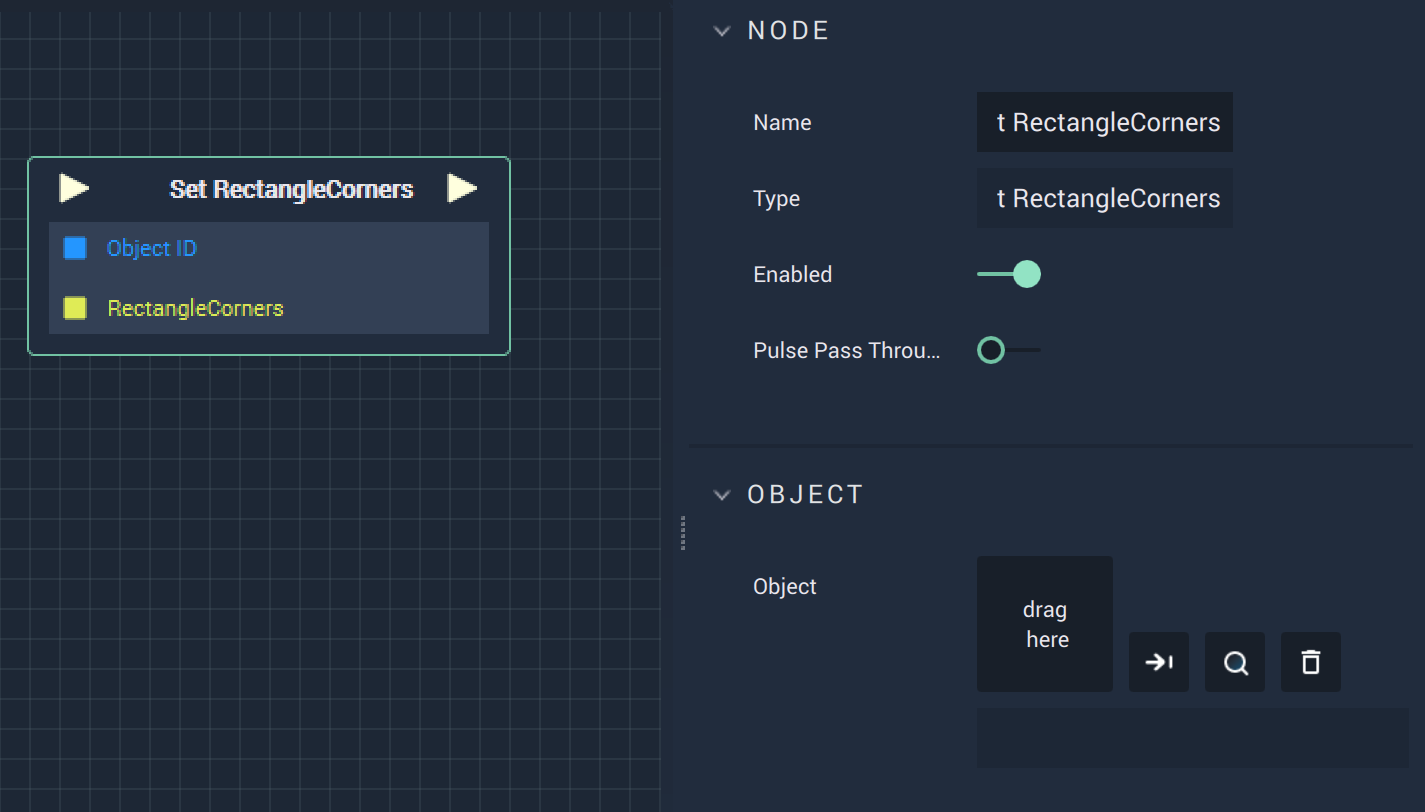 Set RectangleCorners
Object ID
RectangleCorners
NODE
Name
t RectangleCorners
Type
t RectangleCorners
Enabled
Pulse Pass Throu...
OBJECT
Object
drag
here